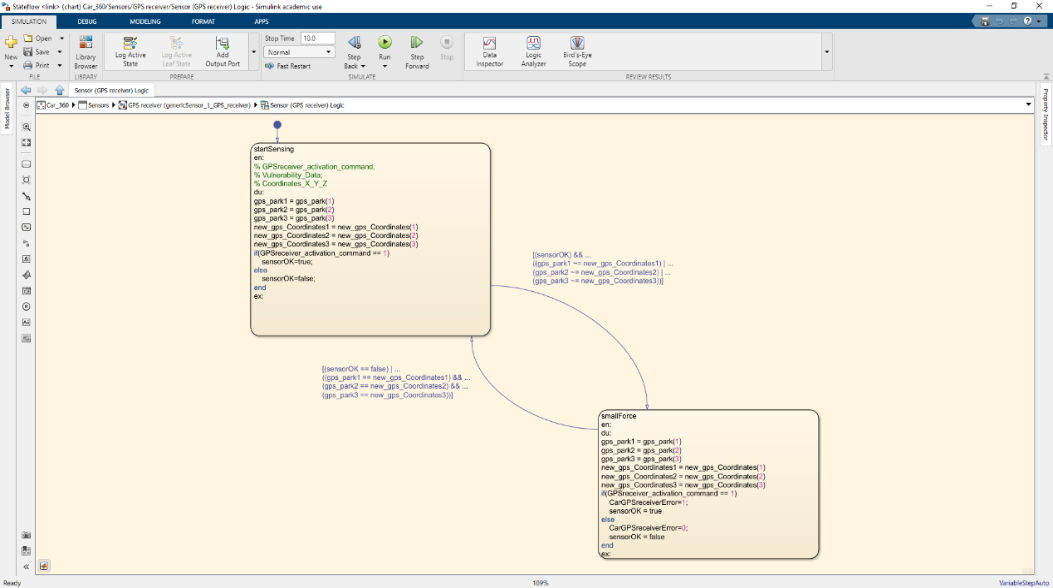 Stateflow <link> (chart) Car_360/Sensors/GPS receiver/Sensor (GPS receiver) Logic - Simulink academic use
SIMULATION DEBUG MODELING FORMAT APPS
New
Open
Save
Print
FILE
Library Browser
LIBRARY
Log Active State
Log Active Leaf State
Add Output Port
PREPARE
Stop Time 10.0
Normal
Fast Restart
Step Back
Run
Step Forward
Stop
SIMULATE
Data Inspector
Logic Analyzer
Bird's-Eye Scope
REVIEW RESULTS
Model Browser
Property Inspector
Sensor (GPS receiver) Logic
Car_360 Sensors GPS receiver (genericSensor_1_GPS_receiver) Sensor (GPS receiver) Logic
startSensing
en:
% GPSreceiver_activation_command;
% Vulnerability_Data;
% Coordinates_X_Y_Z
du:
gps_park1 = gps_park(1)
gps_park2 = gps_park(2)
gps_park3 = gps_park(3)
new_gps_Coordinates1 = new_gps_Coordinates(1)
new_gps_Coordinates2 = new_gps_Coordinates(2)
new_gps_Coordinates3 = new_gps_Coordinates(3)
if(GPSreceiver_activation_command == 1)
sensorOK=true;
else
sensorOK=false;
end
ex:
[(sensorOK) && ...
((gps_park1 ~= new_gps_Coordinates1) | ...
(gps_park2 ~= new_gps_Coordinates2) | ...
(gps_park3 ~= new_gps_Coordinates3))]
[(sensorOK == false) | ...
((gps_park1 == new_gps_Coordinates1) && ...
(gps_park2 == new_gps_Coordinates2) && ...
(gps_park3 == new_gps_Coordinates3))]
smallForce
en:
du:
gps_park1 = gps_park(1)
gps_park2 = gps_park(2)
gps_park3 = gps_park(3)
new_gps_Coordinates1 = new_gps_Coordinates(1)
new_gps_Coordinates2 = new_gps_Coordinates(2)
new_gps_Coordinates3 = new_gps_Coordinates(3)
if(GPSreceiver_activation_command == 1)
CarGPSreceiverError=1;
sensorOK = true
else
CarGPSreceiverError=0;
sensorOK = false
end
ex:
Ready 109% VariableStepAuto